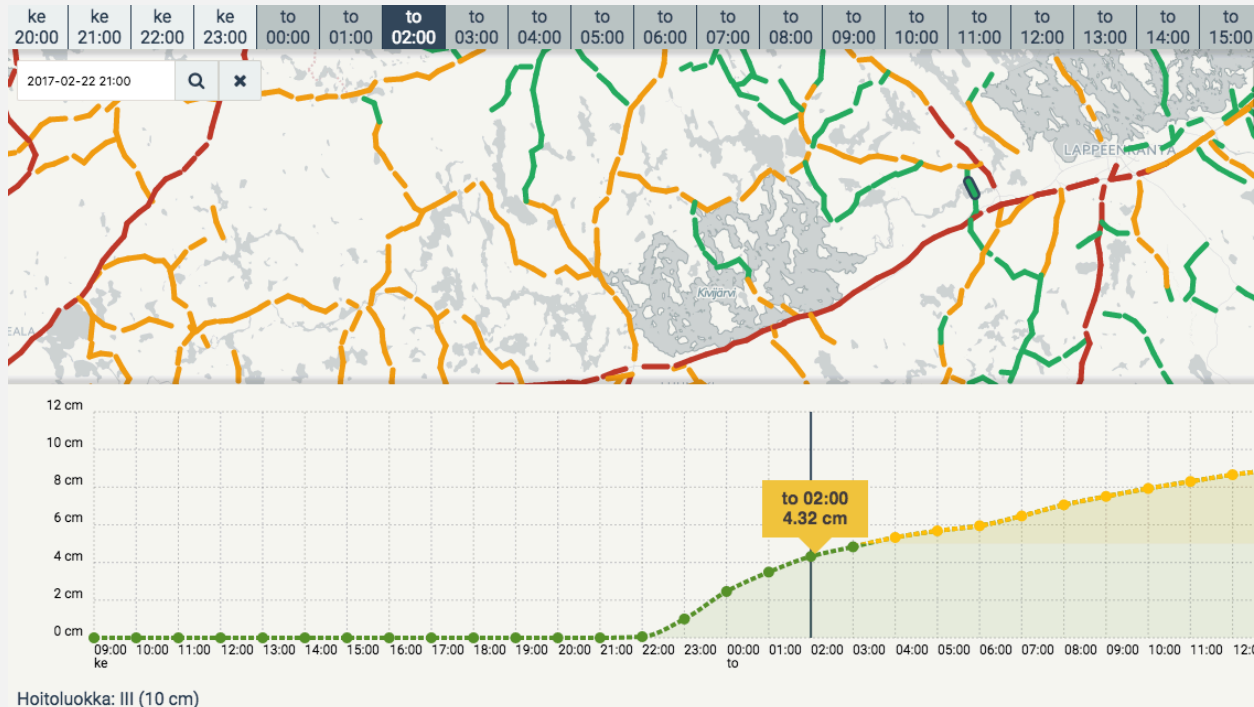 ke ke ke ke to to to to to to to to to to to to to to to to
20:00 21:00 22:00 23:00 00:00 01:00 02:00 03:00 04:00 05:00 06:00 07:00 08:00 09:00 10:00 11:00 12:00 13:00 14:00 15:00
2017-02-22 21:00
LAPPEENRANTA
Kivijärvi
EALA
12 cm
10 cm
8 cm
to 02:00
4.32 cm
6 cm
4 cm
2 cm
0 cm
09:00 10:00 11:00 12:00 13:00 14:00 15:00 16:00 17:00 18:00 19:00 20:00 21:00 22:00 23:00 00:00 01:00 02:00 03:00 04:00 05:00 06:00 07:00 08:00 09:00 10:00 11:00 12:0
ke to
Hoitoluokka: III (10 cm)